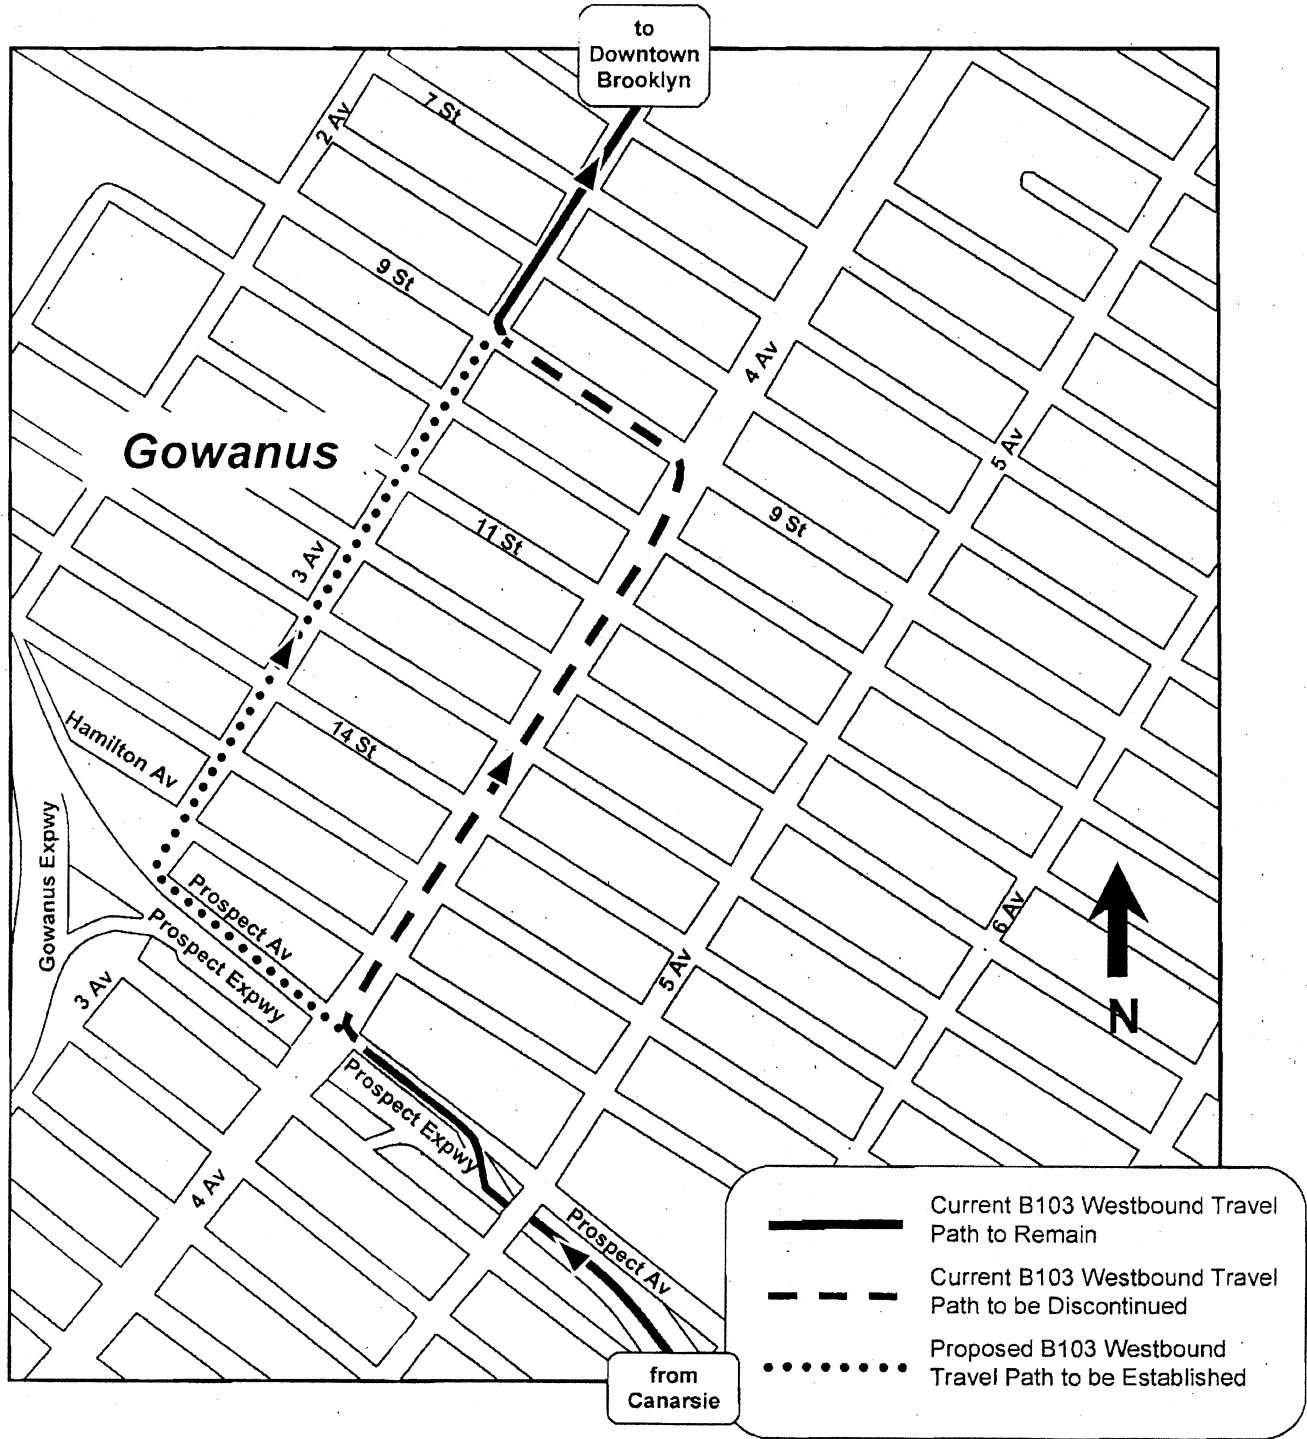 to
Downtown
Brooklyn
7 St
2 Av
9 St
4 Av
Gowanus
5 Av
9 St
11 St
3 Av
14 St
Hamilton Av
Gowanus Expwy
Prospect Av
Prospect Expwy
6 Av
3 Av
5 Av
N
Prospect Expwy
4 Av
Prospect Av
Current B103 Westbound Travel
Path to Remain
Current B103 Westbound Travel
Path to be Discontinued
Proposed B103 Westbound
Travel Path to be Established
from
Canarsie